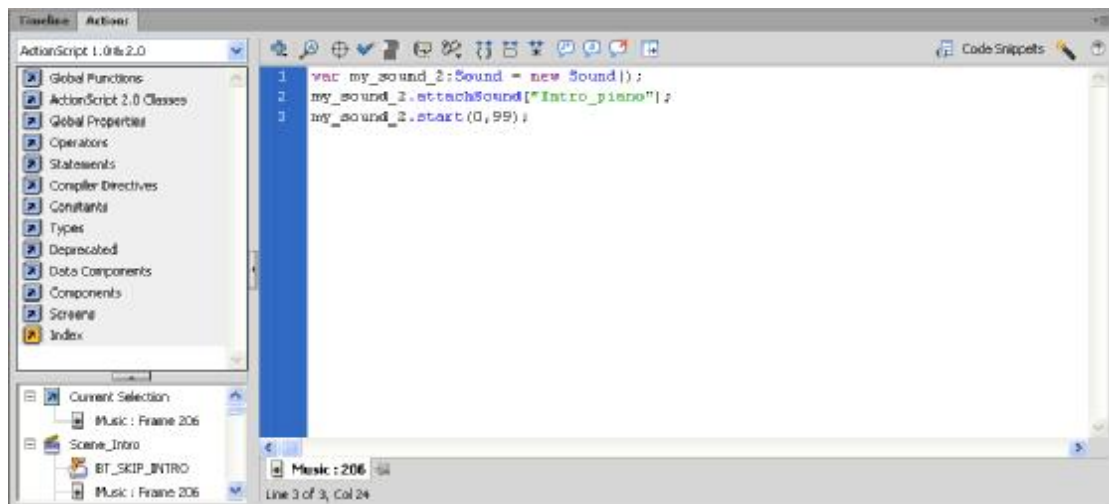 Timeline Actions
ActionScript 1.0 & 2.0
Code Snippets
Global Functions
ActionScript 2.0 Classes
Global Properties
Operators
Statements
Compiler Directives
Constants
Types
Deprecated
Data Components
Components
Screens
Index
1 var my_sound_2:Sound = new Sound();
2 my_sound_2.attachSound("Intro_piano");
3 my_sound_2.start(0,99);
Current Selection
Music : Frame 206
Scene_Intro
BT_SKIP_INTRO
Music : Frame 206
Music : 206
Line 3 of 3, Col 24